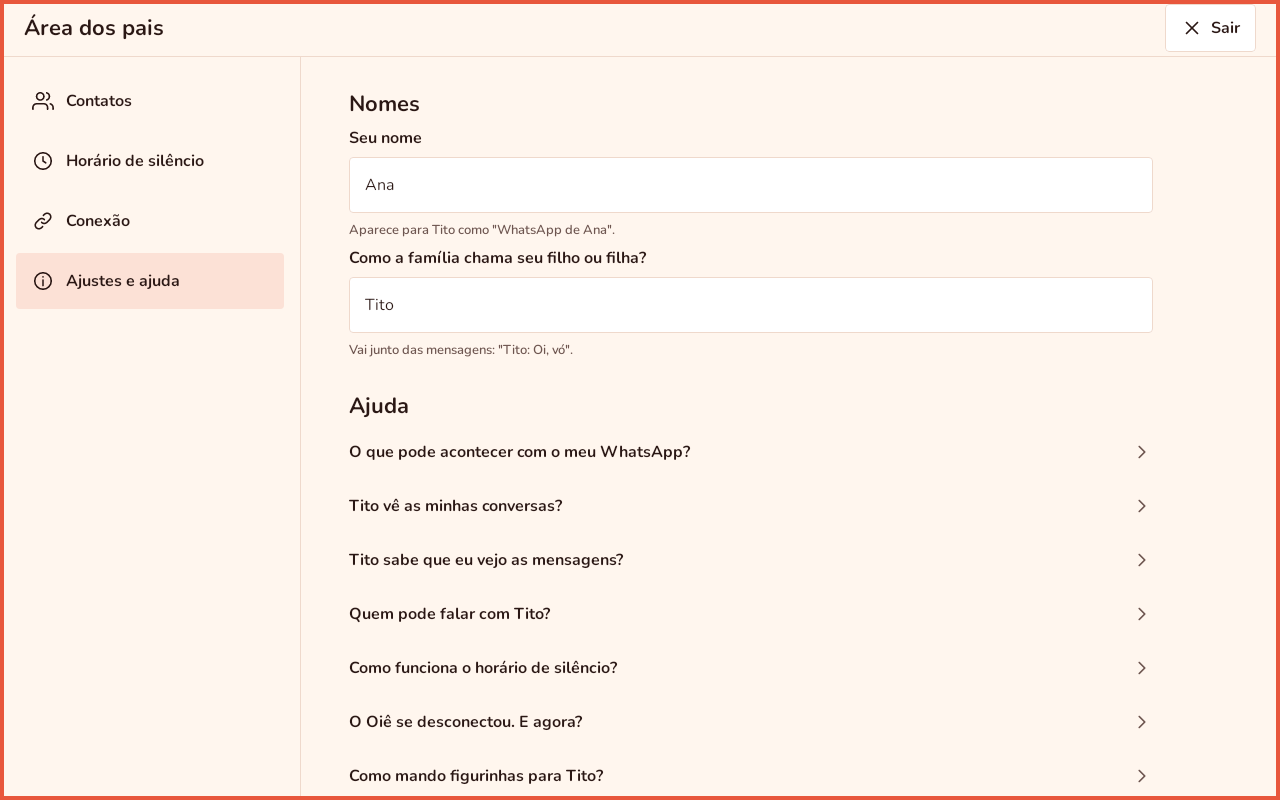 Área dos pais
Sair
Contatos
Horário de silêncio
Conexão
Ajustes e ajuda
Nomes
Seu nome
Ana
Aparece para Tito como "WhatsApp de Ana".
Como a família chama seu filho ou filha?
Tito
Vai junto das mensagens: "Tito: Oi, vó".
Ajuda
O que pode acontecer com o meu WhatsApp?
Tito vê as minhas conversas?
Tito sabe que eu vejo as mensagens?
Quem pode falar com Tito?
Como funciona o horário de silêncio?
O Oiê se desconectou. E agora?
Como mando figurinhas para Tito?